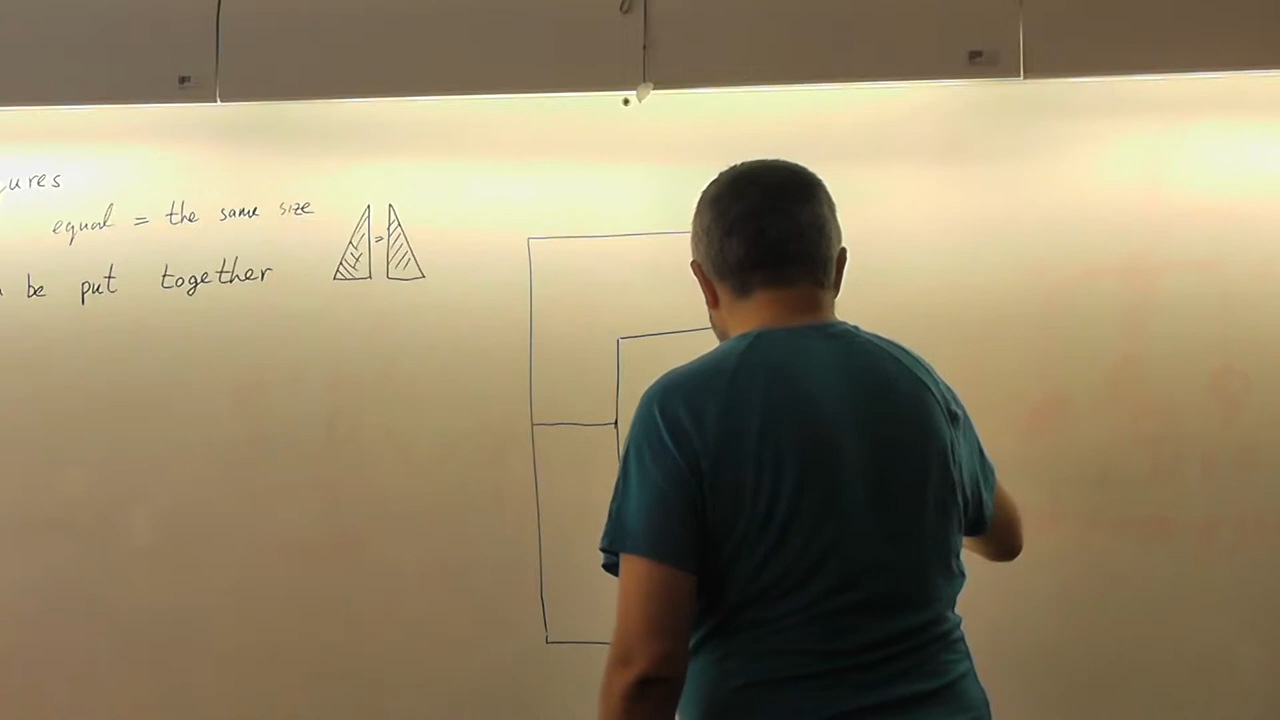 ures
equal = the same size
=
be put together